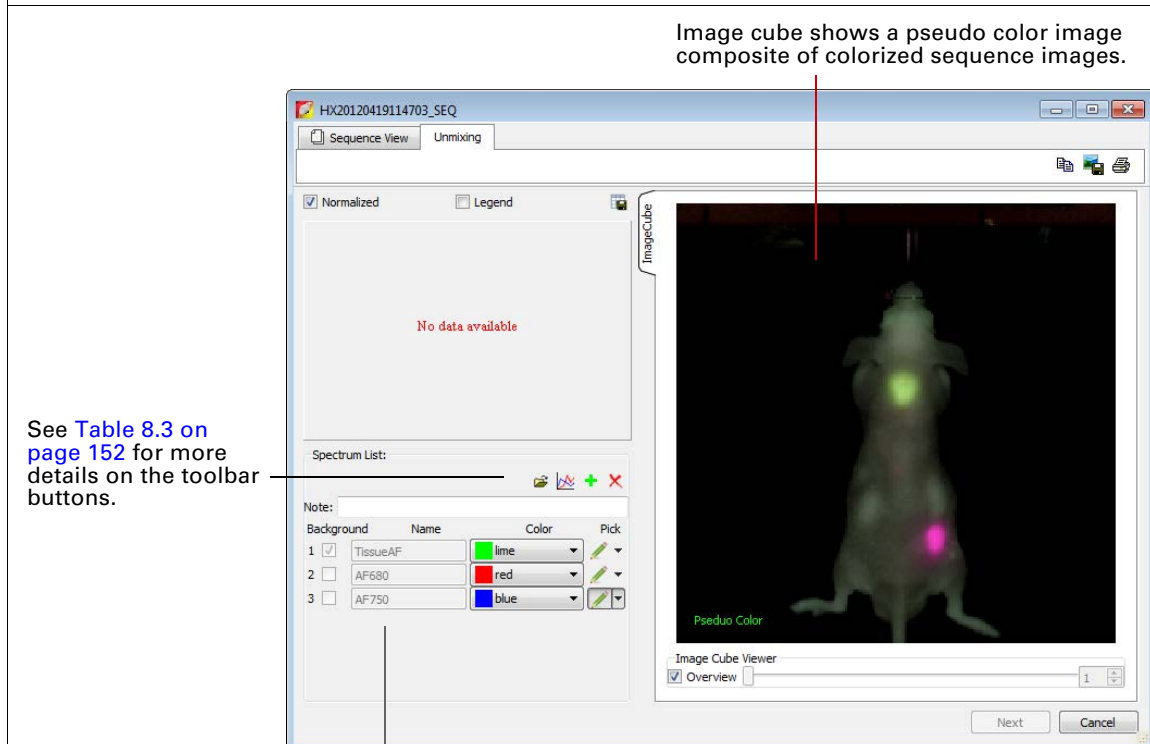 Image cube shows a pseudo color image
composite of colorized sequence images.
HX20120419114703_SEQ
Sequence View Unmixing
Normalized Legend
ImageCube
No data available
See Table 8.3 on
page 152 for more
details on the toolbar
buttons.
Spectrum List:
Note:
Background Name Color Pick
1 TissueAF lime
2 AF680 red
3 AF750 blue
Pseduo Color
Image Cube Viewer
Overview 1
Next Cancel